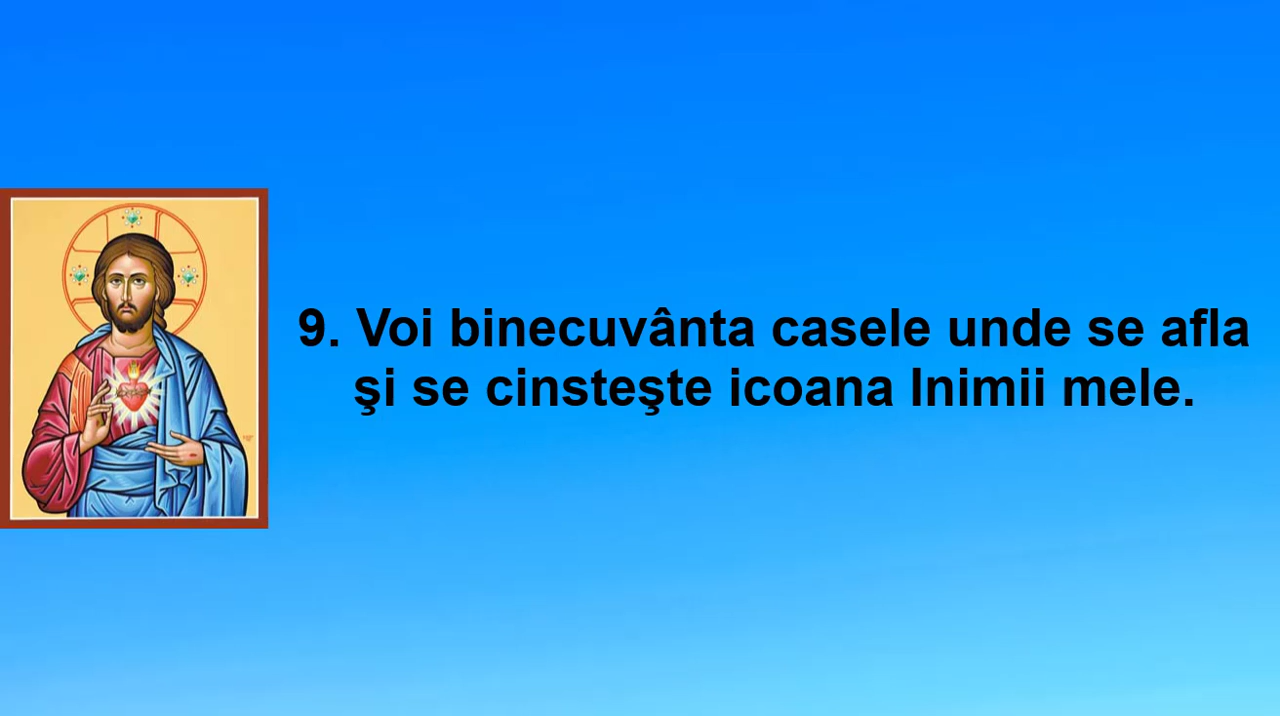 9. Voi binecuvânta casele unde se afla
şi se cinsteşte icoana Inimii mele.